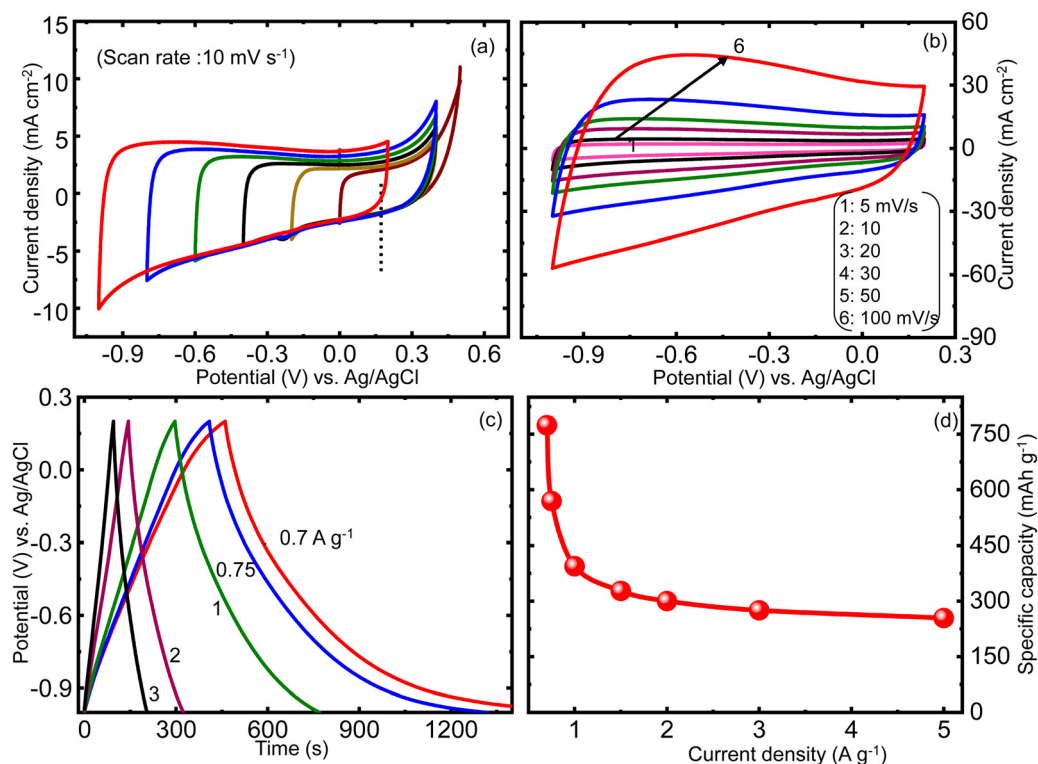 (a)
(Scan rate :10 mV s⁻¹)
15
10
5
0
-5
-10
Current density (mA cm⁻²)
-0.9 -0.6 -0.3 0.0 0.3 0.6
Potential (V) vs. Ag/AgCl
(b)
6
1
1: 5 mV/s
2: 10
3: 20
4: 30
5: 50
6: 100 mV/s
60
30
0
-30
-60
-90
Current density (mA cm⁻²)
-0.9 -0.6 -0.3 0.0 0.3
Potential (V) vs. Ag/AgCl
(c)
0.3
0.0
-0.3
-0.6
-0.9
Potential (V) vs. Ag/AgCl
0.7 A g⁻¹
0.75
1
2
3
0 300 600 900 1200
Time (s)
(d)
750
600
450
300
150
0
Specific capacity (mAh g⁻¹)
1 2 3 4 5
Current density (A g⁻¹)